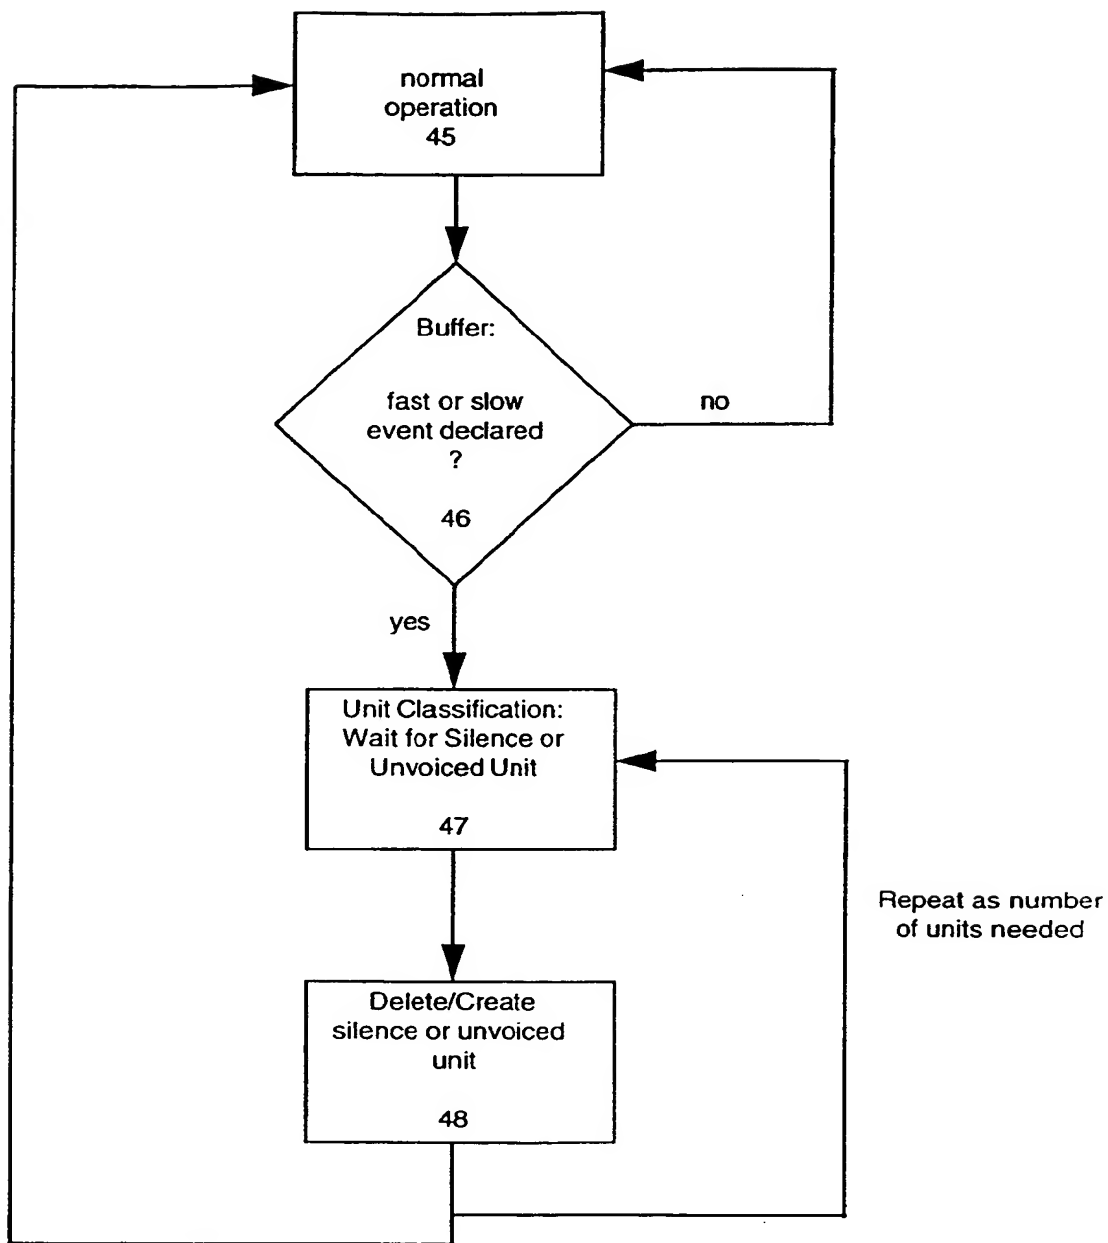 normal
operation
45
Buffer:
fast or slow
event declared
?
46
no
yes
Unit Classification:
Wait for Silence or
Unvoiced Unit
47
Repeat as number
of units needed
Delete/Create
silence or unvoiced
unit
48